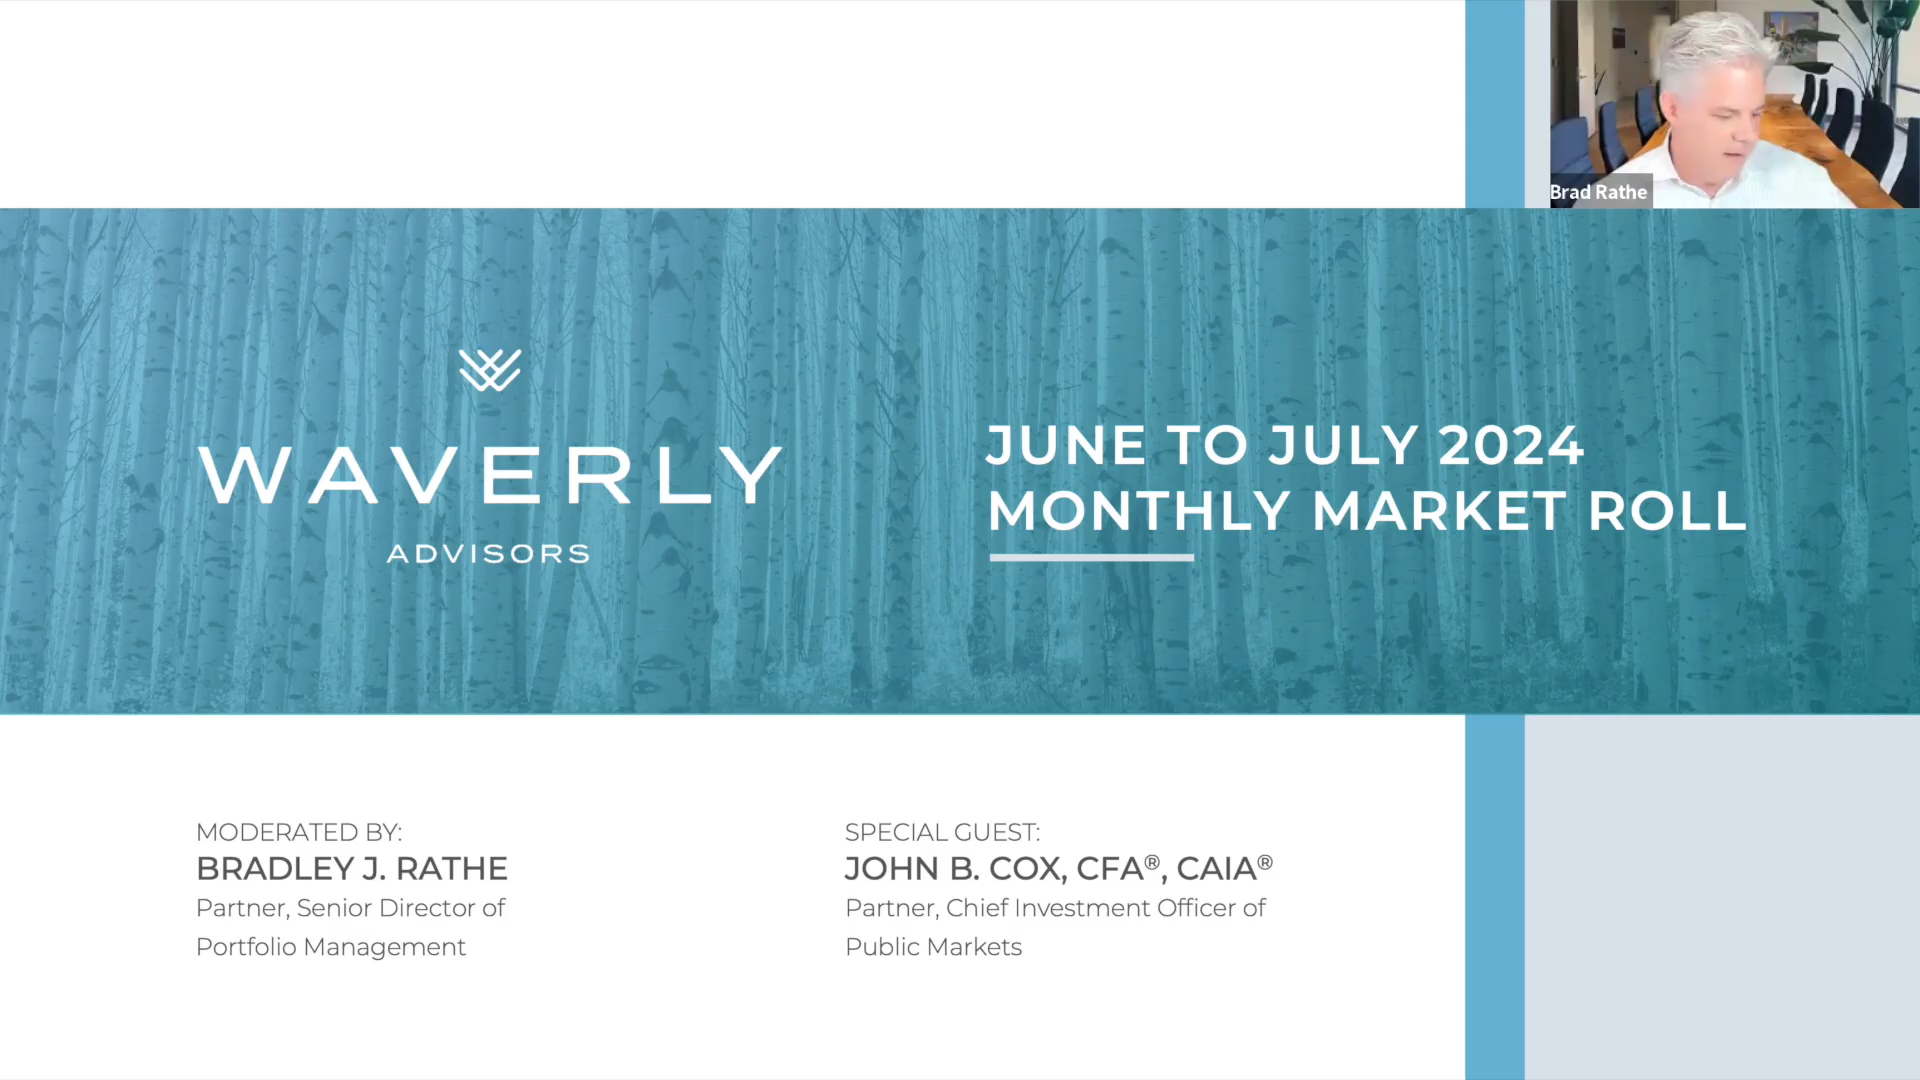 Brad Rathe
WAVERLY
ADVISORS
JUNE TO JULY 2024
MONTHLY MARKET ROLL
MODERATED BY:
BRADLEY J. RATHE
Partner, Senior Director of
Portfolio Management
SPECIAL GUEST:
JOHN B. COX, CFA®, CAIA®
Partner, Chief Investment Officer of
Public Markets